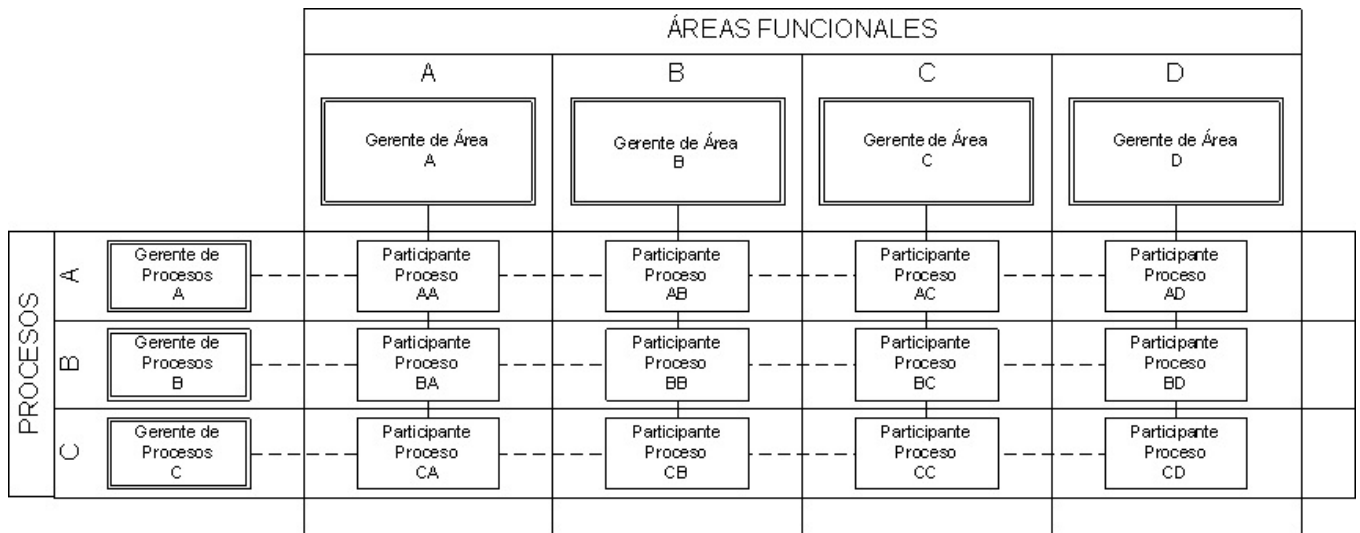 ÁREAS FUNCIONALES
A
B
C
D
Gerente de Área
A
Gerente de Área
B
Gerente de Área
C
Gerente de Área
D
PROCESOS
A
Gerente de
Procesos
A
Participante
Proceso
AA
Participante
Proceso
AB
Participante
Proceso
AC
Participante
Proceso
AD
B
Gerente de
Procesos
B
Participante
Proceso
BA
Participante
Proceso
BB
Participante
Proceso
BC
Participante
Proceso
BD
C
Gerente de
Procesos
C
Participante
Proceso
CA
Participante
Proceso
CB
Participante
Proceso
CC
Participante
Proceso
CD